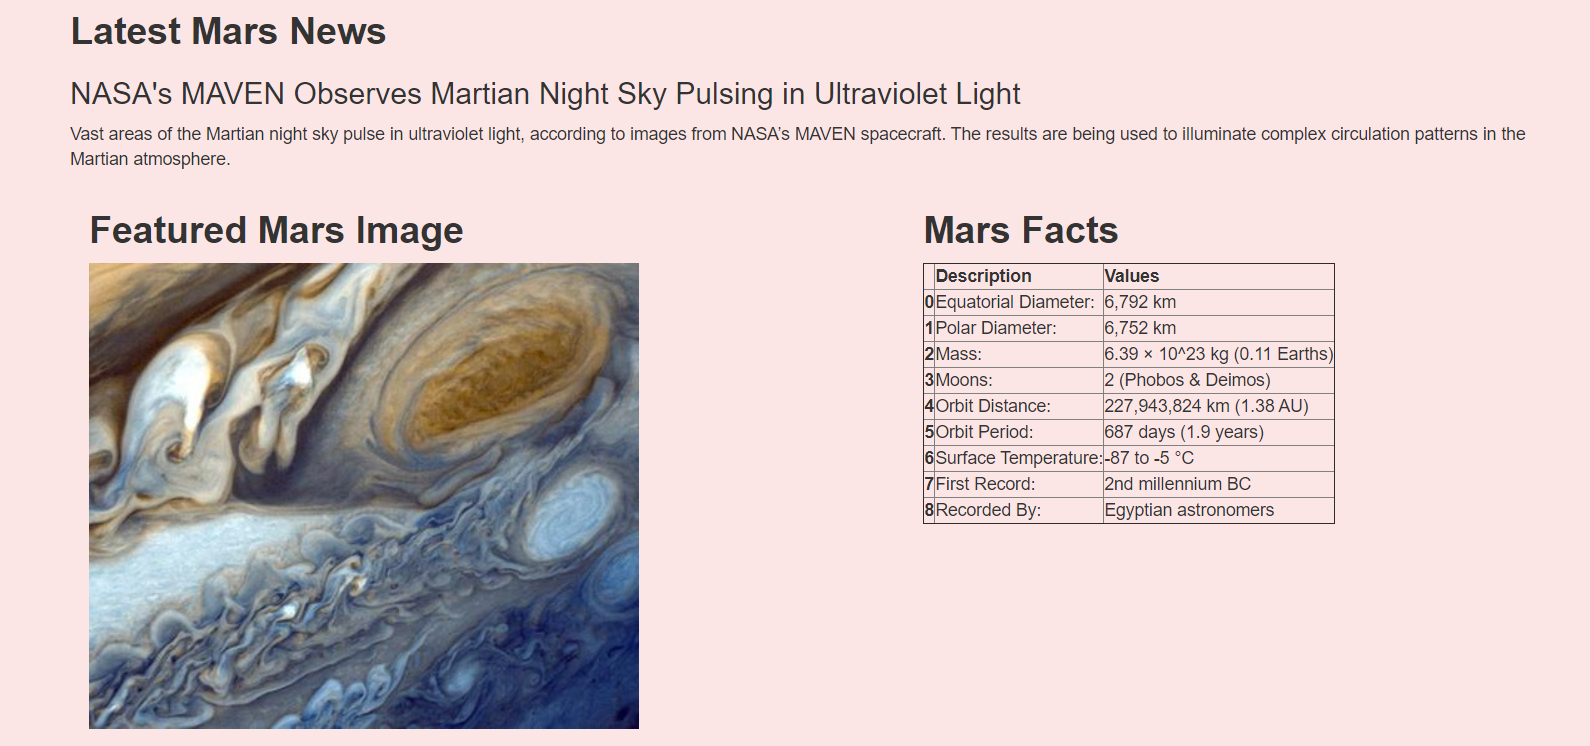 Latest Mars News
NASA's MAVEN Observes Martian Night Sky Pulsing in Ultraviolet Light
Vast areas of the Martian night sky pulse in ultraviolet light, according to images from NASA’s MAVEN spacecraft. The results are being used to illuminate complex circulation patterns in the
Martian atmosphere.
Featured Mars Image
Mars Facts
Description Values
0 Equatorial Diameter: 6,792 km
1 Polar Diameter: 6,752 km
2 Mass: 6.39 × 10^23 kg (0.11 Earths)
3 Moons: 2 (Phobos & Deimos)
4 Orbit Distance: 227,943,824 km (1.38 AU)
5 Orbit Period: 687 days (1.9 years)
6 Surface Temperature: -87 to -5 °C
7 First Record: 2nd millennium BC
8 Recorded By: Egyptian astronomers